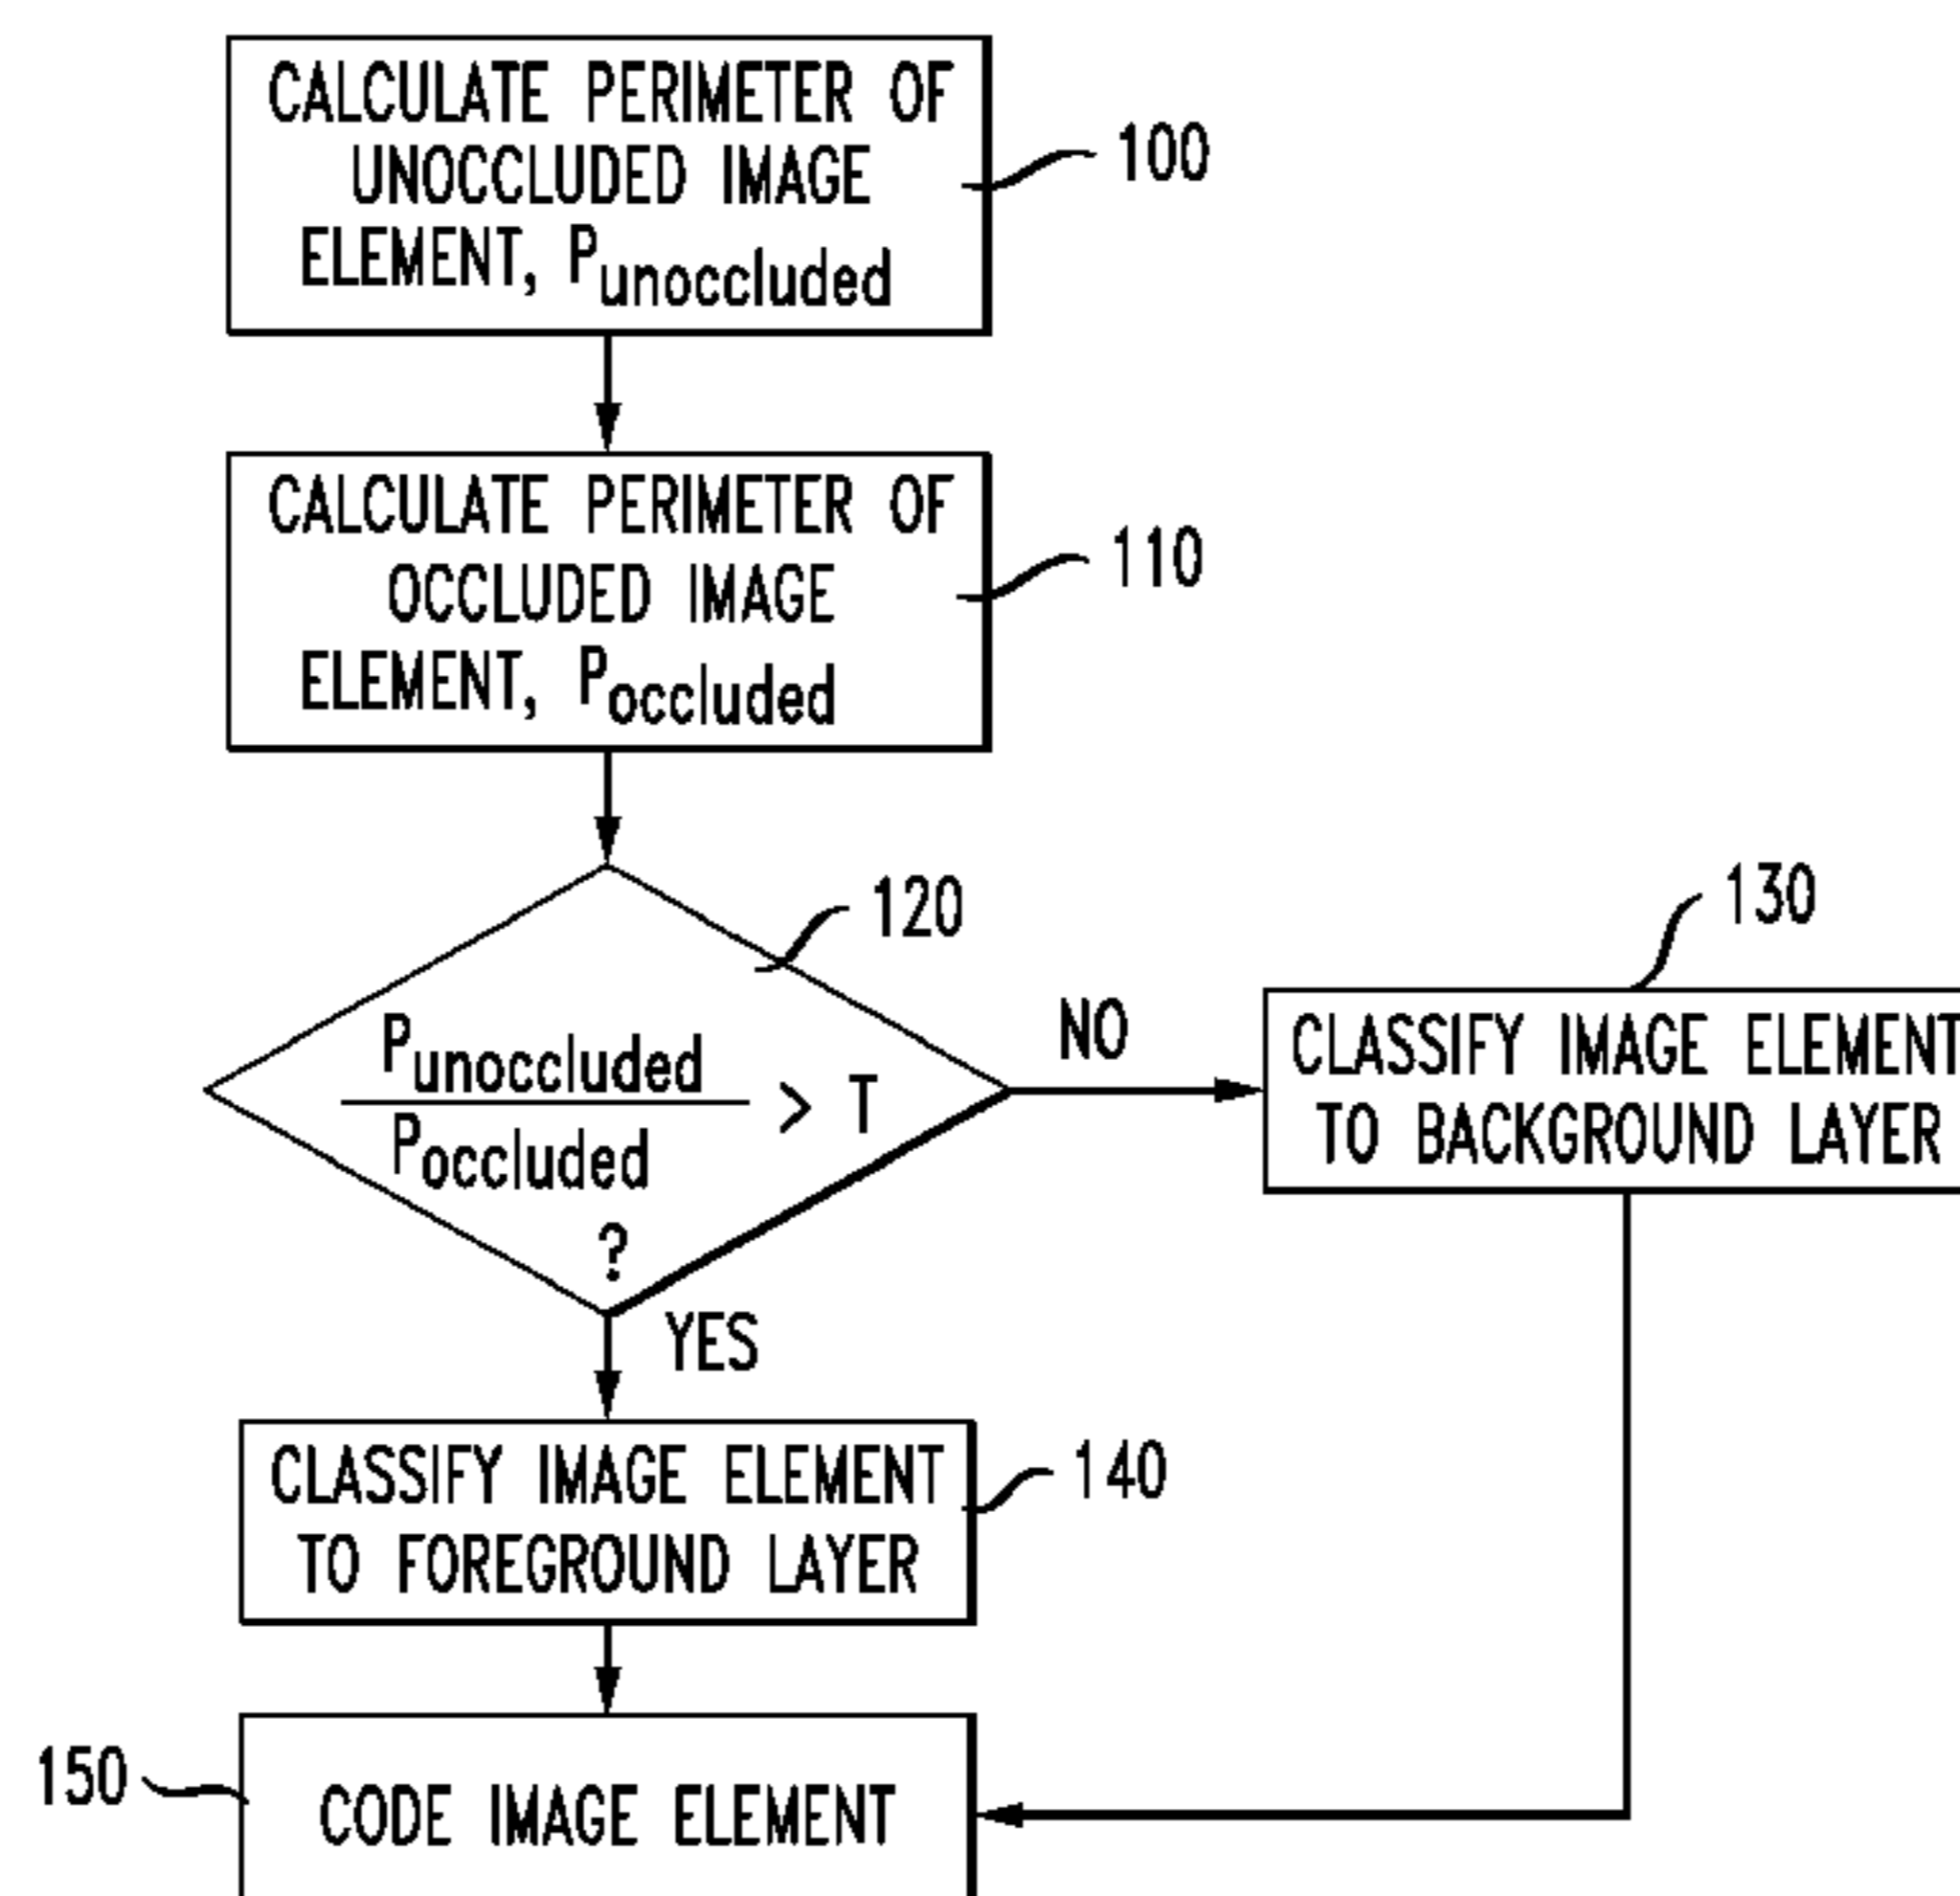 CALCULATE PERIMETER OF
UNOCCLUDED IMAGE
ELEMENT, Punoccluded
100
CALCULATE PERIMETER OF
OCCLUDED IMAGE
ELEMENT, Poccluded
110
120
Punoccluded
Poccluded
> T
?
NO
130
CLASSIFY IMAGE ELEMENT
TO BACKGROUND LAYER
YES
CLASSIFY IMAGE ELEMENT
TO FOREGROUND LAYER
140
150
CODE IMAGE ELEMENT